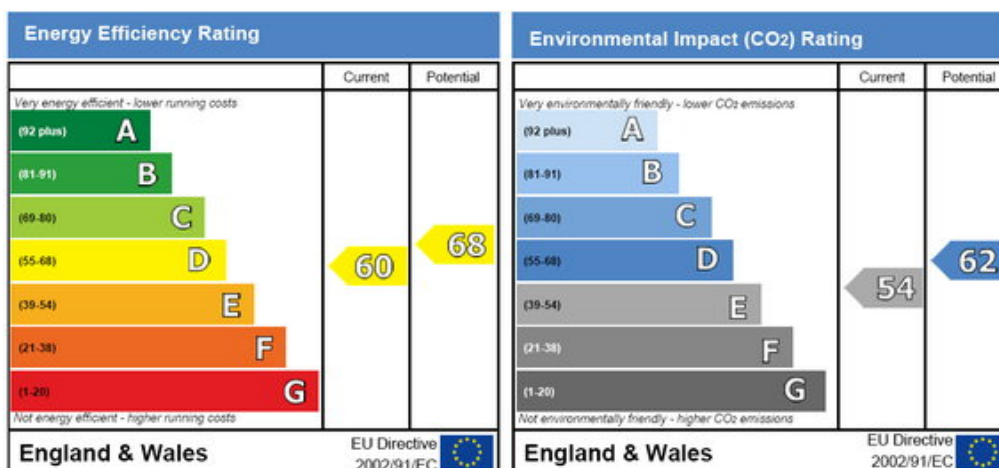 Energy Efficiency Rating
Current Potential
Very energy efficient - lower running costs
(92 plus) A
(81-91) B
(69-80) C
(55-68) D
(39-54) E
(21-38) F
(1-20) G
60
68
Not energy efficient - higher running costs
England & Wales
EU Directive
2002/91/EC
Environmental Impact (CO2) Rating
Current Potential
Very environmentally friendly - lower CO2 emissions
(92 plus) A
(81-91) B
(69-80) C
(55-68) D
(39-54) E
(21-38) F
(1-20) G
54
62
Not environmentally friendly - higher CO2 emissions
England & Wales
EU Directive
2002/91/EC